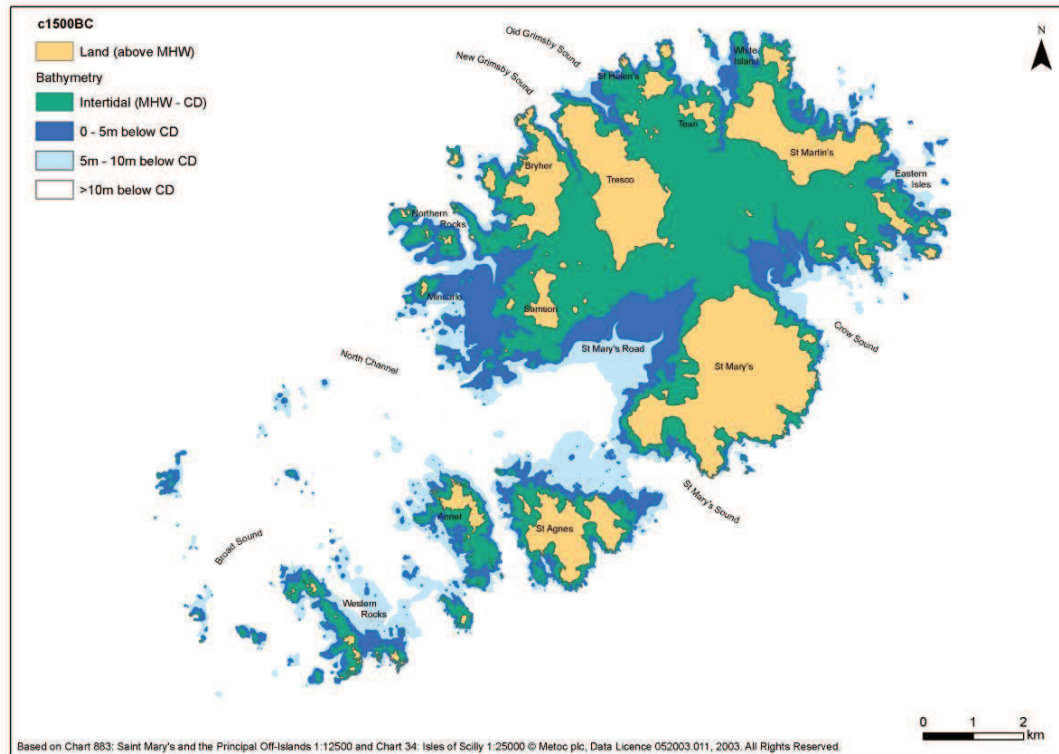 c1500BC
Land (above MHW)
Bathymetry
Intertidal (MHW - CD)
0 - 5m below CD
5m - 10m below CD
>10m below CD
Old Grimsby Sound
New Grimsby Sound
N
White
Island
St Helen's
Tean
St Martin's
Bryher
Tresco
Eastern
Isles
Northern
Rocks
Mincarlo
Samson
Crow Sound
St Mary's Road
North Channel
St Mary's
St Mary's Sound
Annet
St Agnes
Broad Sound
Western
Rocks
0 1 2
km
Based on Chart 883: Saint Mary's and the Principal Off-Islands 1:12500 and Chart 34: Isles of Scilly 1:25000 © Metoc plc, Data Licence 052003.011, 2003. All Rights Reserved.